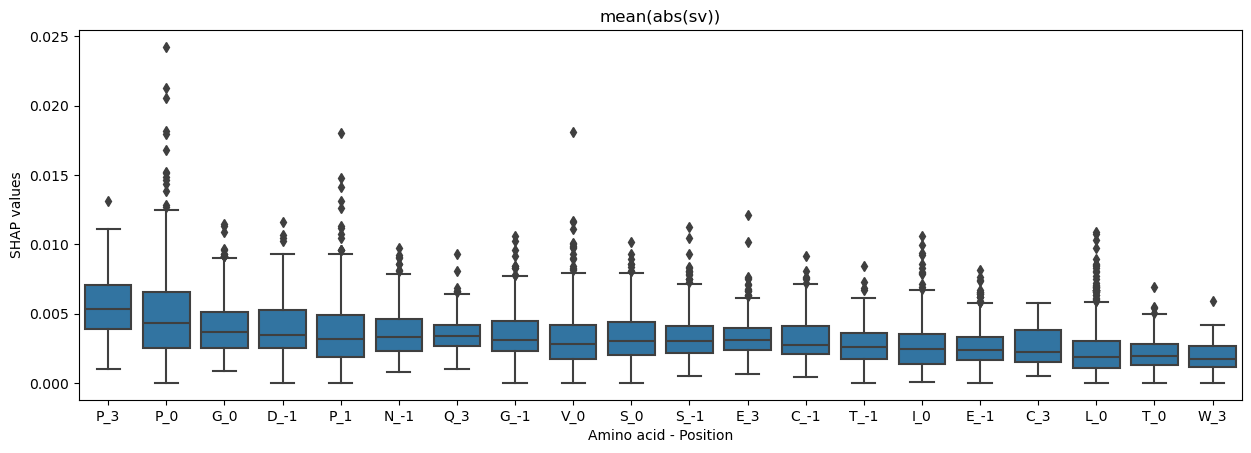 mean(abs(sv))
0.025
0.020
0.015
0.010
0.005
0.000
SHAP values
P_3 P_0 G_0 D_-1 P_1 N_-1 Q_3 G_-1 V_0 S_0 S_-1 E_3 C_-1 T_-1 I_0 E_-1 C_3 L_0 T_0 W_3
Amino acid - Position